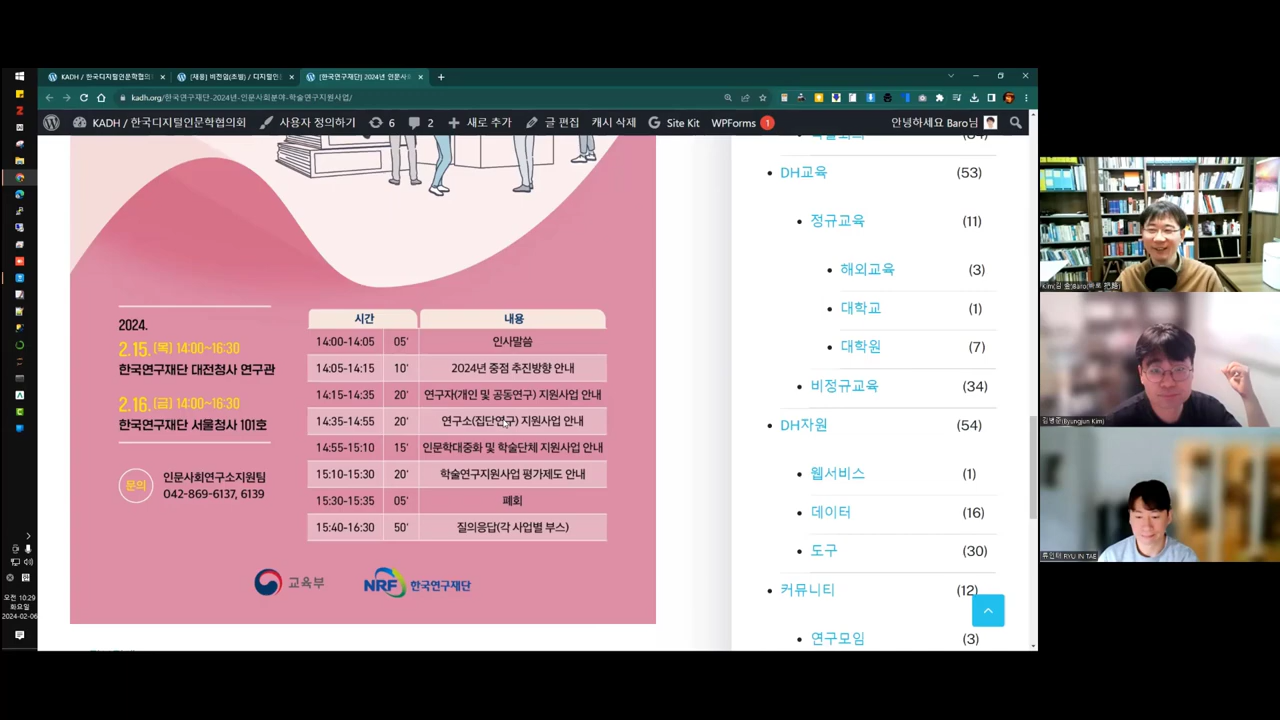 KADH / 한국디지털인문학협의
[채용] 비전임(초빙) / 디지털인
[한국연구재단] 2024년 인문사회
kadh.org/한국연구재단-2024년-인문사회분야-학술연구지원사업/
KADH / 한국디지털인문학협의회
사용자 정의하기
6
2
새로 추가
글 편집
캐시 삭제
Site Kit
WPForms
1
안녕하세요 Baro님
DH교육 (53)
정규교육 (11)
해외교육 (3)
대학교 (1)
대학원 (7)
비정규교육 (34)
DH자원 (54)
웹서비스 (1)
데이터 (16)
도구 (30)
커뮤니티 (12)
연구모임 (3)
2024.
2.15. (목) 14:00~16:30
한국연구재단 대전청사 연구관
2.16. (금) 14:00~16:30
한국연구재단 서울청사 101호
문의
인문사회연구소지원팀
042-869-6137, 6139
시간 내용
14:00-14:05 05' 인사말씀
14:05-14:15 10' 2024년 중점 추진방향 안내
14:15-14:35 20' 연구자(개인 및 공동연구) 지원사업 안내
14:35-14:55 20' 연구소(집단연구) 지원사업 안내
14:55-15:10 15' 인문학대중화 및 학술단체 지원사업 안내
15:10-15:30 20' 학술연구지원사업 평가제도 안내
15:30-15:35 05' 폐회
15:40-16:30 50' 질의응답(각 사업별 부스)
교육부
NRF 한국연구재단
오전 10:29
화요일
2024-02-06
김병준(Byungjun Kim)
류인태 RYU IN TAE